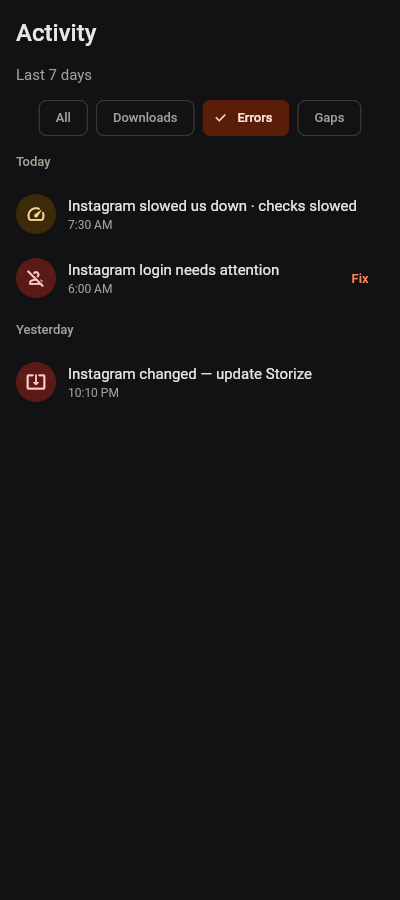 Activity
Last 7 days
All
Downloads
Errors
Gaps
Today
Instagram slowed us down · checks slowed
7:30 AM
Instagram login needs attention
6:00 AM
Fix
Yesterday
Instagram changed — update Storize
10:10 PM